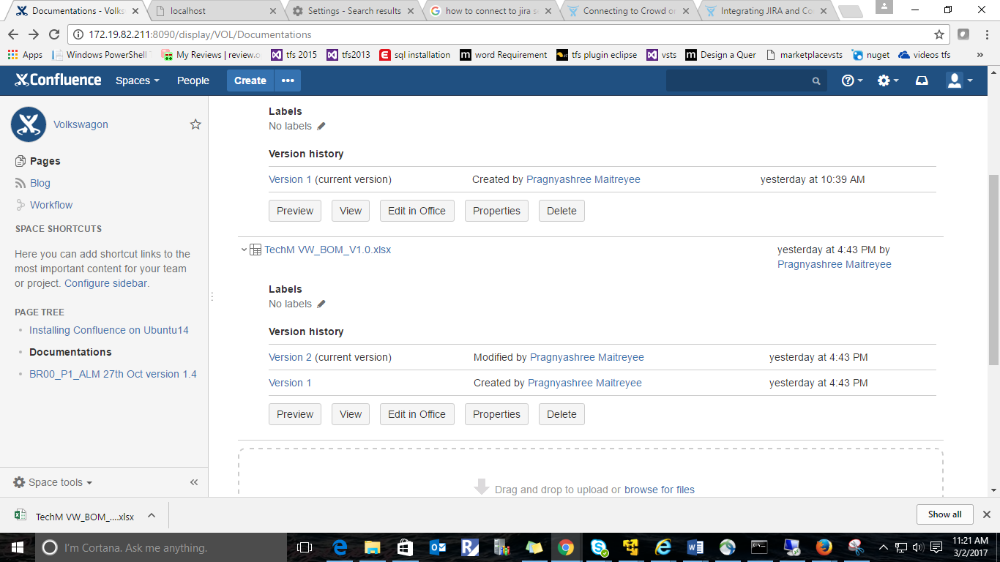 Documentations - Volks
localhost
Settings - Search results
how to connect to jira se
Connecting to Crowd or
Integrating JIRA and Co
172.19.82.211:8090/display/VOL/Documentations
Apps
Windows PowerShell
My Reviews | review.o
tfs 2015
tfs2013
sql installation
word Requirement
tfs plugin eclipse
vsts
Design a Quer
marketplacevsts
nuget
videos tfs
»
Confluence
Spaces
People
Create
Volkswagon
Pages
Blog
Workflow
SPACE SHORTCUTS
Here you can add shortcut links to the
most important content for your team
or project. Configure sidebar.
PAGE TREE
Installing Confluence on Ubuntu14
Documentations
BR00_P1_ALM 27th Oct version 1.4
Space tools
Labels
No labels
Version history
Version 1 (current version) Created by Pragnyashree Maitreyee yesterday at 10:39 AM
Preview View Edit in Office Properties Delete
TechM VW_BOM_V1.0.xlsx yesterday at 4:43 PM by
Pragnyashree Maitreyee
Labels
No labels
Version history
Version 2 (current version) Modified by Pragnyashree Maitreyee yesterday at 4:43 PM
Version 1 Created by Pragnyashree Maitreyee yesterday at 4:43 PM
Preview View Edit in Office Properties Delete
Drag and drop to upload or browse for files
TechM VW_BOM_....xlsx
Show all
I'm Cortana. Ask me anything.
11:21 AM
3/2/2017